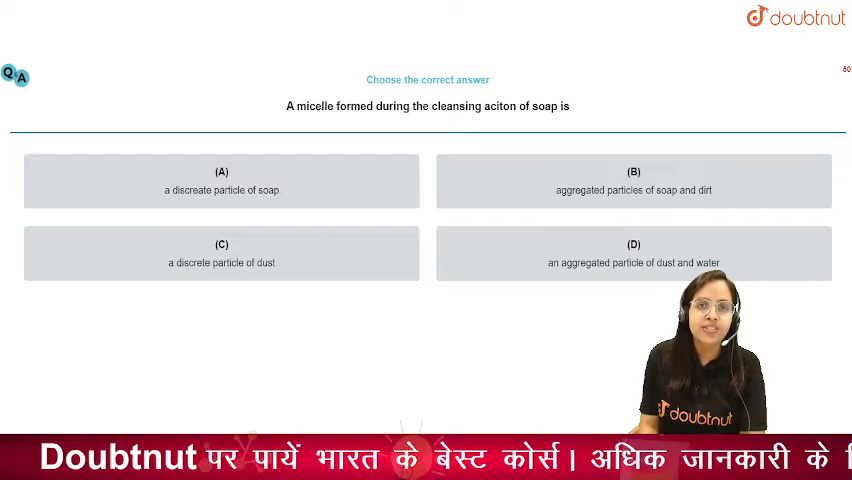 doubtnut
Q & A
50
Choose the correct answer
A micelle formed during the cleansing aciton of soap is
(A)
a discreate particle of soap
(B)
aggregated particles of soap and dirt
(C)
a discrete particle of dust
(D)
an aggregated particle of dust and water
doubtnut
Doubtnut पर पायें भारत के बेस्ट कोर्स। अधिक जानकारी के